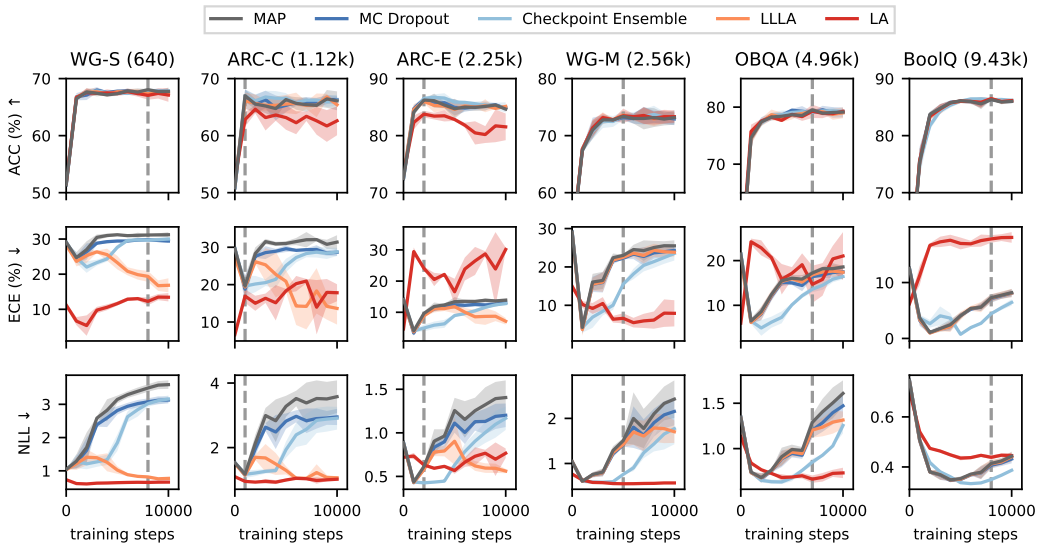 MAP MC Dropout Checkpoint Ensemble LLLA LA
WG-S (640) ARC-C (1.12k) ARC-E (2.25k) WG-M (2.56k) OBQA (4.96k) BoolQ (9.43k)
ACC (%) ↑
70 70 90 80 90
60 60 80 70 80 80
50 50 70 60 70 70
ECE (%) ↓
30 40 30 30 20 10
20 30 20 20 10 0
10 20 10 10
10
NLL ↓
3 4 1.5 2 1.5 0.6
2 2 1.0 1 1.0 0.4
1 0.5
0 10000 0 10000 0 10000 0 10000 0 10000 0 10000
training steps training steps training steps training steps training steps training steps